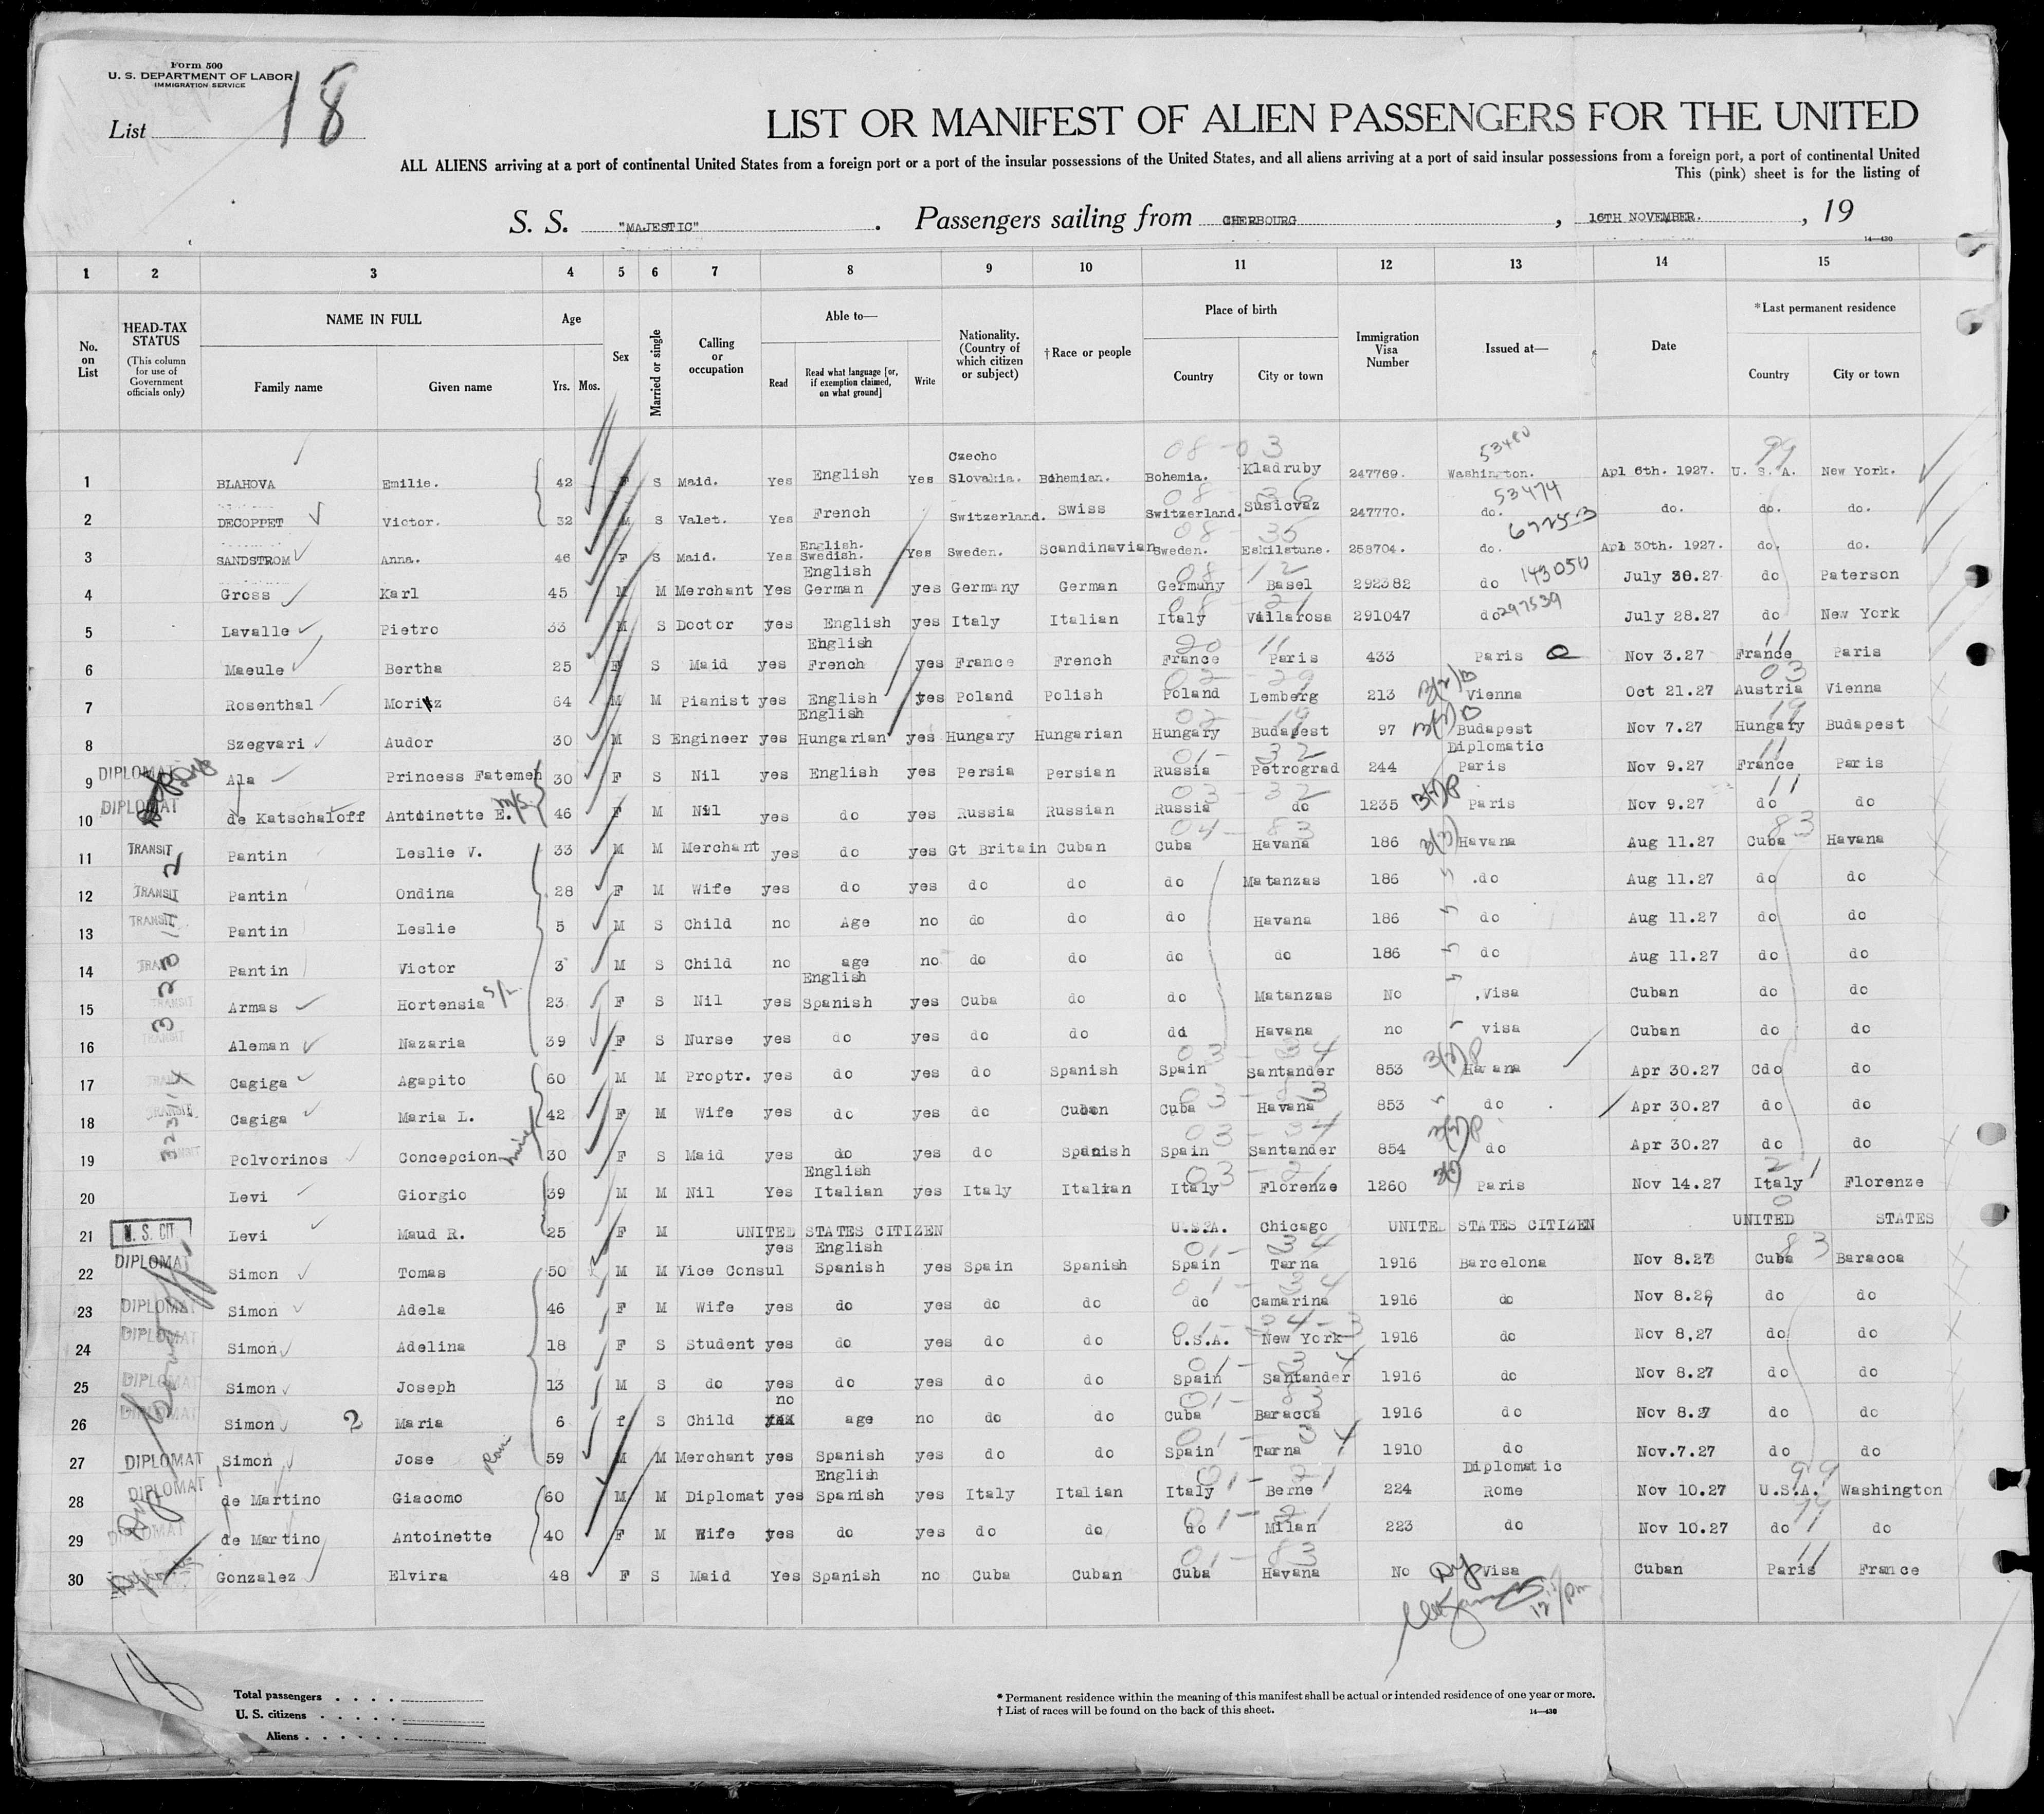 Form 500
U. S. DEPARTMENT OF LABOR
IMMIGRATION SERVICE
List 18
LIST OR MANIFEST OF ALIEN PASSENGERS FOR THE UNITED
ALL ALIENS arriving at a port of continental United States from a foreign port or a port of the insular possessions of the United States, and all aliens arriving at a port of said insular possessions from a foreign port, a port of continental United
This (pink) sheet is for the listing of
S. S. "MAJESTIC". Passengers sailing from CHERBOURG, 16TH NOVEMBER., 19
14—430
1 2 3 4 5 6 7 8 9 10 11 12 13 14 15
No. on List
HEAD-TAX STATUS
(This column for use of Government officials only)
NAME IN FULL
Family name Given name
Age
Yrs. Mos.
Sex
Married or single
Calling or occupation
Able to—
Read
Read what language [or, if exemption claimed, on what ground]
Write
Nationality. (Country of which citizen or subject)
†Race or people
Place of birth
Country City or town
Immigration Visa Number
Issued at—
Date
*Last permanent residence
Country City or town
1 BLAHOVA Emilie. 42 F S Maid. Yes English Yes Czecho Slovakia. Bohemian. Bohemia. Kladruby 247769. Washington. 53480 Apl 6th. 1927. U. S. A. New York.
2 DECOPPET Victor. 32 M S Valet. Yes French Switzerland. Swiss Switzerland. Susicvaz 247770. do. 53474 do. do. do.
3 SANDSTROM Anna. 46 F S Maid. Yes English. Swedish. Yes Sweden. Scandinavian Sweden. Eskilstune. 258704. do. Apl 30th. 1927. do. do.
4 Gross Karl 45 M M Merchant Yes English German yes Germany German Germany Basel 292382 do 143050 July 30.27 do Paterson
5 Lavalle Pietro 33 M S Doctor yes English yes Italy Italian Italy Villarosa 291047 do 297539 July 28.27 do New York
6 Maeule Bertha 25 F S Maid yes English French yes France French France Paris 433 Paris Nov 3.27 France Paris
7 Rosenthal Moritz 64 M M Pianist yes English yes Poland Polish Poland Lemberg 213 Vienna Oct 21.27 Austria Vienna
8 Szegvari Audor 30 M S Engineer yes English Hungarian yes Hungary Hungarian Hungary Budapest 97 Budapest Nov 7.27 Hungary Budapest
9 DIPLOMAT Ala Princess Fatemeh 30 F S Nil yes English yes Persia Persian Russia Petrograd 244 Diplomatic Paris Nov 9.27 France Paris
10 DIPLOMAT de Katschaloff Antoinette E. 46 F M Nil yes do yes Russia Russian Russia do 1235 Paris Nov 9.27 do do
11 TRANSIT Pantin Leslie V. 33 M M Merchant yes do yes Gt Britain Cuban Cuba Havana 186 Havana Aug 11.27 Cuba Havana
12 TRANSIT Pantin Ondina 28 F M Wife yes do yes do do do Matanzas 186 .do Aug 11.27 do do
13 TRANSIT Pantin Leslie 5 M S Child no Age no do do do Havana 186 do Aug 11.27 do do
14 TRANSIT Pantin Victor 3 M S Child no age no do do do do 186 do Aug 11.27 do do
15 TRANSIT Armas Hortensia 23 F S Nil yes English Spanish yes Cuba do do Matanzas No Visa Cuban do do
16 TRANSIT Aleman Nazaria 39 F S Nurse yes do yes do do do Havana no visa Cuban do do
17 TRANSIT Cagiga Agapito 60 M M Proptr. yes do yes do Spanish Spain Santander 853 Havana Apr 30.27 Cdo do
18 TRANSIT Cagiga Maria L. 42 F M Wife yes do yes do Cuban Cuba Havana 853 do Apr 30.27 do do
19 TRANSIT Polvorinos Concepcion 30 F S Maid yes do yes do Spanish Spain Santander 854 do Apr 30.27 do do
20 Levi Giorgio 39 M M Nil Yes English Italian yes Italy Italian Italy Florenze 1260 Paris Nov 14.27 Italy Florenze
21 U. S. CIT Levi Maud R. 25 F M UNITED STATES CITIZEN U.S.A. Chicago UNITED STATES CITIZEN UNITED STATES
22 DIPLOMAT Simon Tomas 50 M M Vice Consul yes English Spanish yes Spain Spanish Spain Tarna 1916 Barcelona Nov 8.27 Cuba Baracoa
23 DIPLOMAT Simon Adela 46 F M Wife yes do yes do do do Camarina 1916 do Nov 8.27 do do
24 DIPLOMAT Simon Adelina 18 F S Student yes do yes do do U.S.A. New York 1916 do Nov 8,27 do do
25 DIPLOMAT Simon Joseph 13 M S do yes do yes do do Spain Santander 1916 do Nov 8.27 do do
26 DIPLOMAT Simon 2 Maria 6 f S Child no age no do do Cuba Baracoa 1916 do Nov 8.27 do do
27 DIPLOMAT Simon Jose 59 M M Merchant yes Spanish yes do do Spain Tarna 1910 do Nov.7.27 do do
28 DIPLOMAT de Martino Giacomo 60 M M Diplomat yes English Spanish yes Italy Italian Italy Berne 224 Diplomatic Rome Nov 10.27 U.S.A. Washington
29 DIPLOMAT de Martino Antoinette 40 F M Wife yes do yes do do do Milan 223 do Nov 10.27 do do
30 Gonzalez Elvira 48 F S Maid Yes Spanish no Cuba Cuban Cuba Havana No Visa Cuban Paris France
18
Total passengers . . . .
U. S. citizens . . . . .
Aliens . . . . . .
* Permanent residence within the meaning of this manifest shall be actual or intended residence of one year or more.
† List of races will be found on the back of this sheet.
14—430